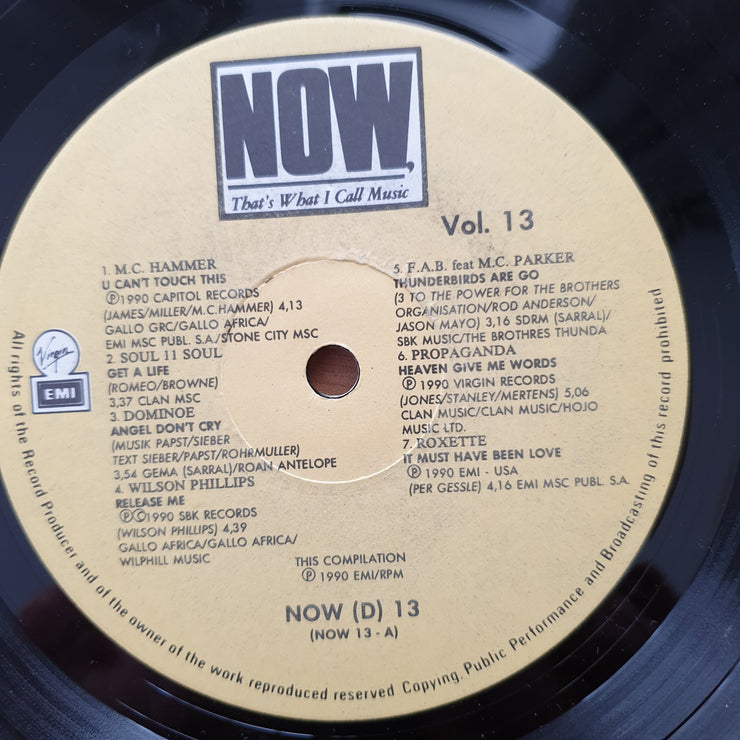 NOW,
That's What I Call Music
Vol. 13
1. M.C. HAMMER
U CAN'T TOUCH THIS
Ⓟ1990 CAPITOL RECORDS
(JAMES/MILLER/M.C.HAMMER) 4,13
GALLO GRC/GALLO AFRICA/
EMI MSC PUBL. S.A/STONE CITY MSC
2. SOUL 11 SOUL
GET A LIFE
(ROMEO/BROWNE)
3,37 CLAN MSC
3. DOMINOE
ANGEL DON'T CRY
(MUSIK PAPST/SIEBER
TEXT SIEBER/PAPST/ROHRMULLER)
3,54 GEMA (SARRAL)/ROAN ANTELOPE
4. WILSON PHILLIPS
RELEASE ME
ⓅⒸ1990 SBK RECORDS
(WILSON PHILLIPS) 4,39
GALLO AFRICA/GALLO AFRICA/
WILPHILL MUSIC
5. F.A.B. feat M.C. PARKER
THUNDERBIRDS ARE GO
(3 TO THE POWER FOR THE BROTHERS
ORGANISATION/ROD ANDERSON/
JASON MAYO) 3,16 SDRM (SARRAL)/
SBK MUSIC/THE BROTHRES THUNDA
6. PROPAGANDA
HEAVEN GIVE ME WORDS
Ⓟ 1990 VIRGIN RECORDS
(JONES/STANLEY/MERTENS) 5,06
CLAN MUSIC/CLAN MUSIC/HOJO
MUSIC LTD.
7. ROXETTE
IT MUST HAVE BEEN LOVE
Ⓟ 1990 EMI - USA
(PER GESSLE) 4,16 EMI MSC PUBL. S.A.
Virgin
EMI
THIS COMPILATION
Ⓟ 1990 EMI/RPM
NOW (D) 13
(NOW 13 - A)
All rights of the Record Producer and of the owner of the work reproduced reserved Copying, Public Performance and Broadcasting of this record prohibited